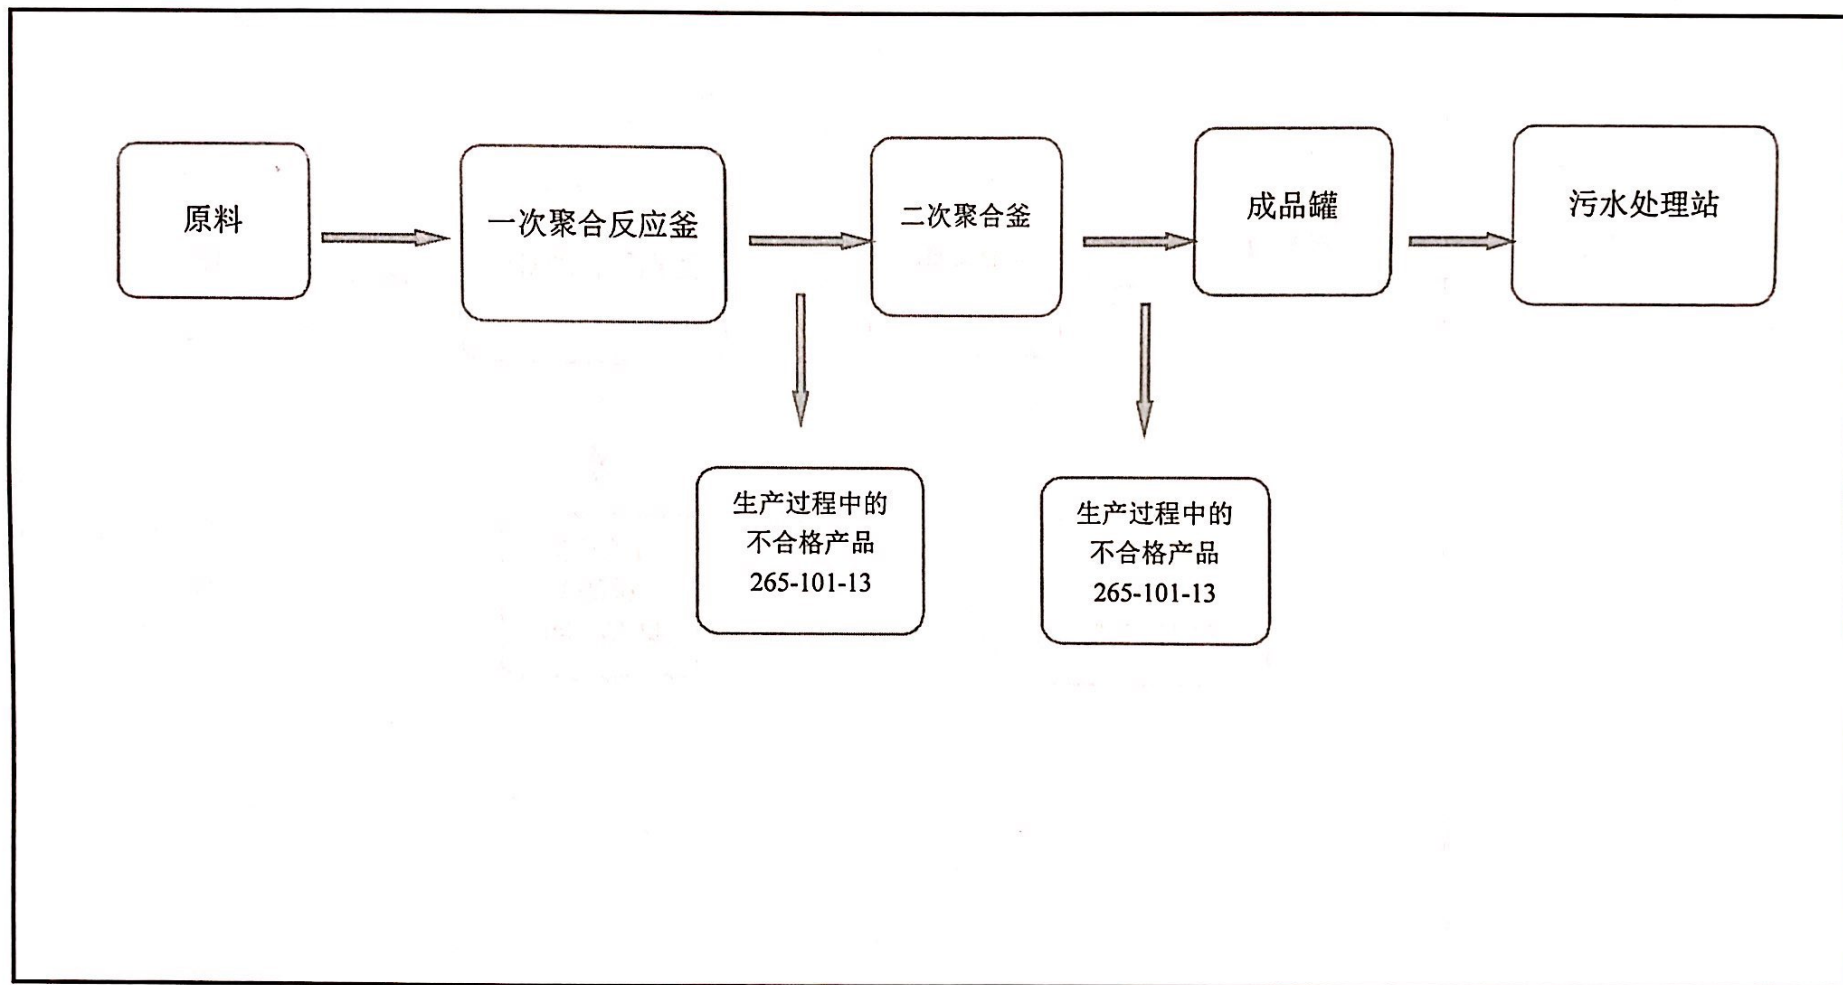 原料
一次聚合反应釜
二次聚合釜
成品罐
污水处理站
生产过程中的
不合格产品
265-101-13
生产过程中的
不合格产品
265-101-13